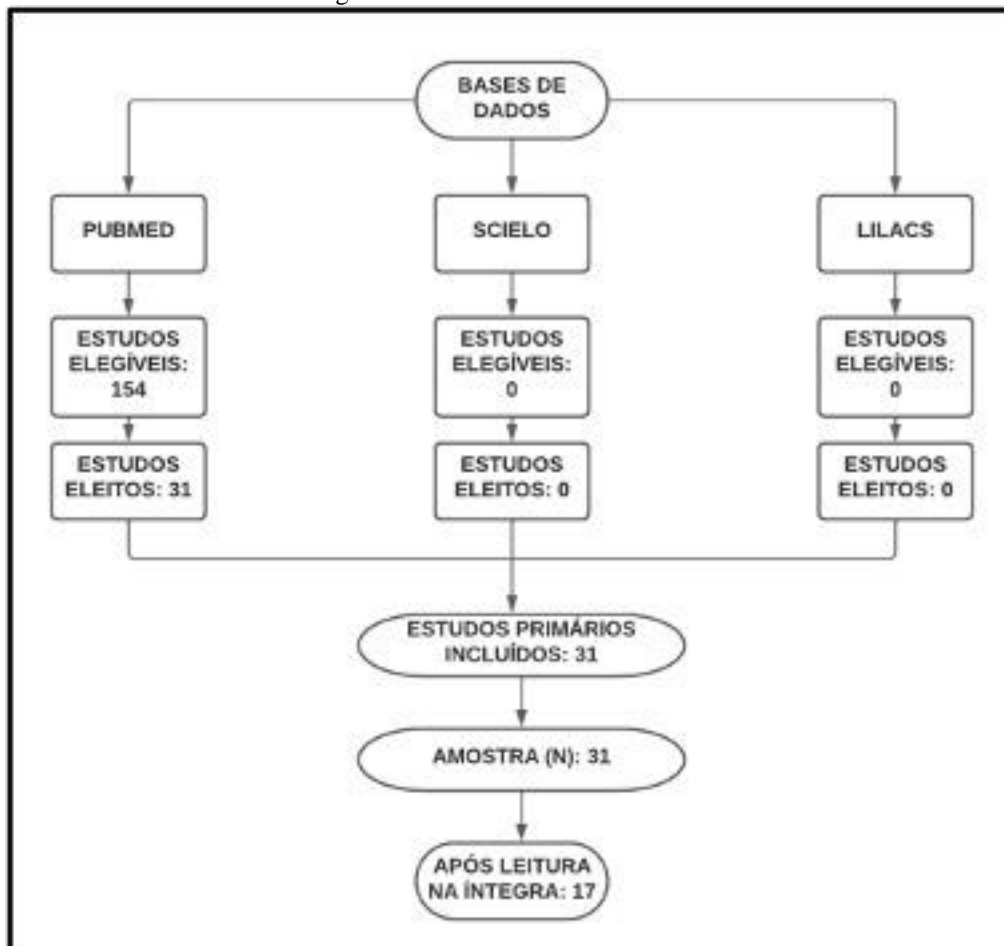 BASES DE
DADOS
PUBMED
SCIELO
LILACS
ESTUDOS
ELEGÍVEIS:
154
ESTUDOS
ELEGÍVEIS:
0
ESTUDOS
ELEGÍVEIS:
0
ESTUDOS
ELEITOS: 31
ESTUDOS
ELEITOS: 0
ESTUDOS
ELEITOS: 0
ESTUDOS PRIMÁRIOS
INCLUÍDOS: 31
AMOSTRA (N): 31
APÓS LEITURA
NA ÍNTEGRA: 17